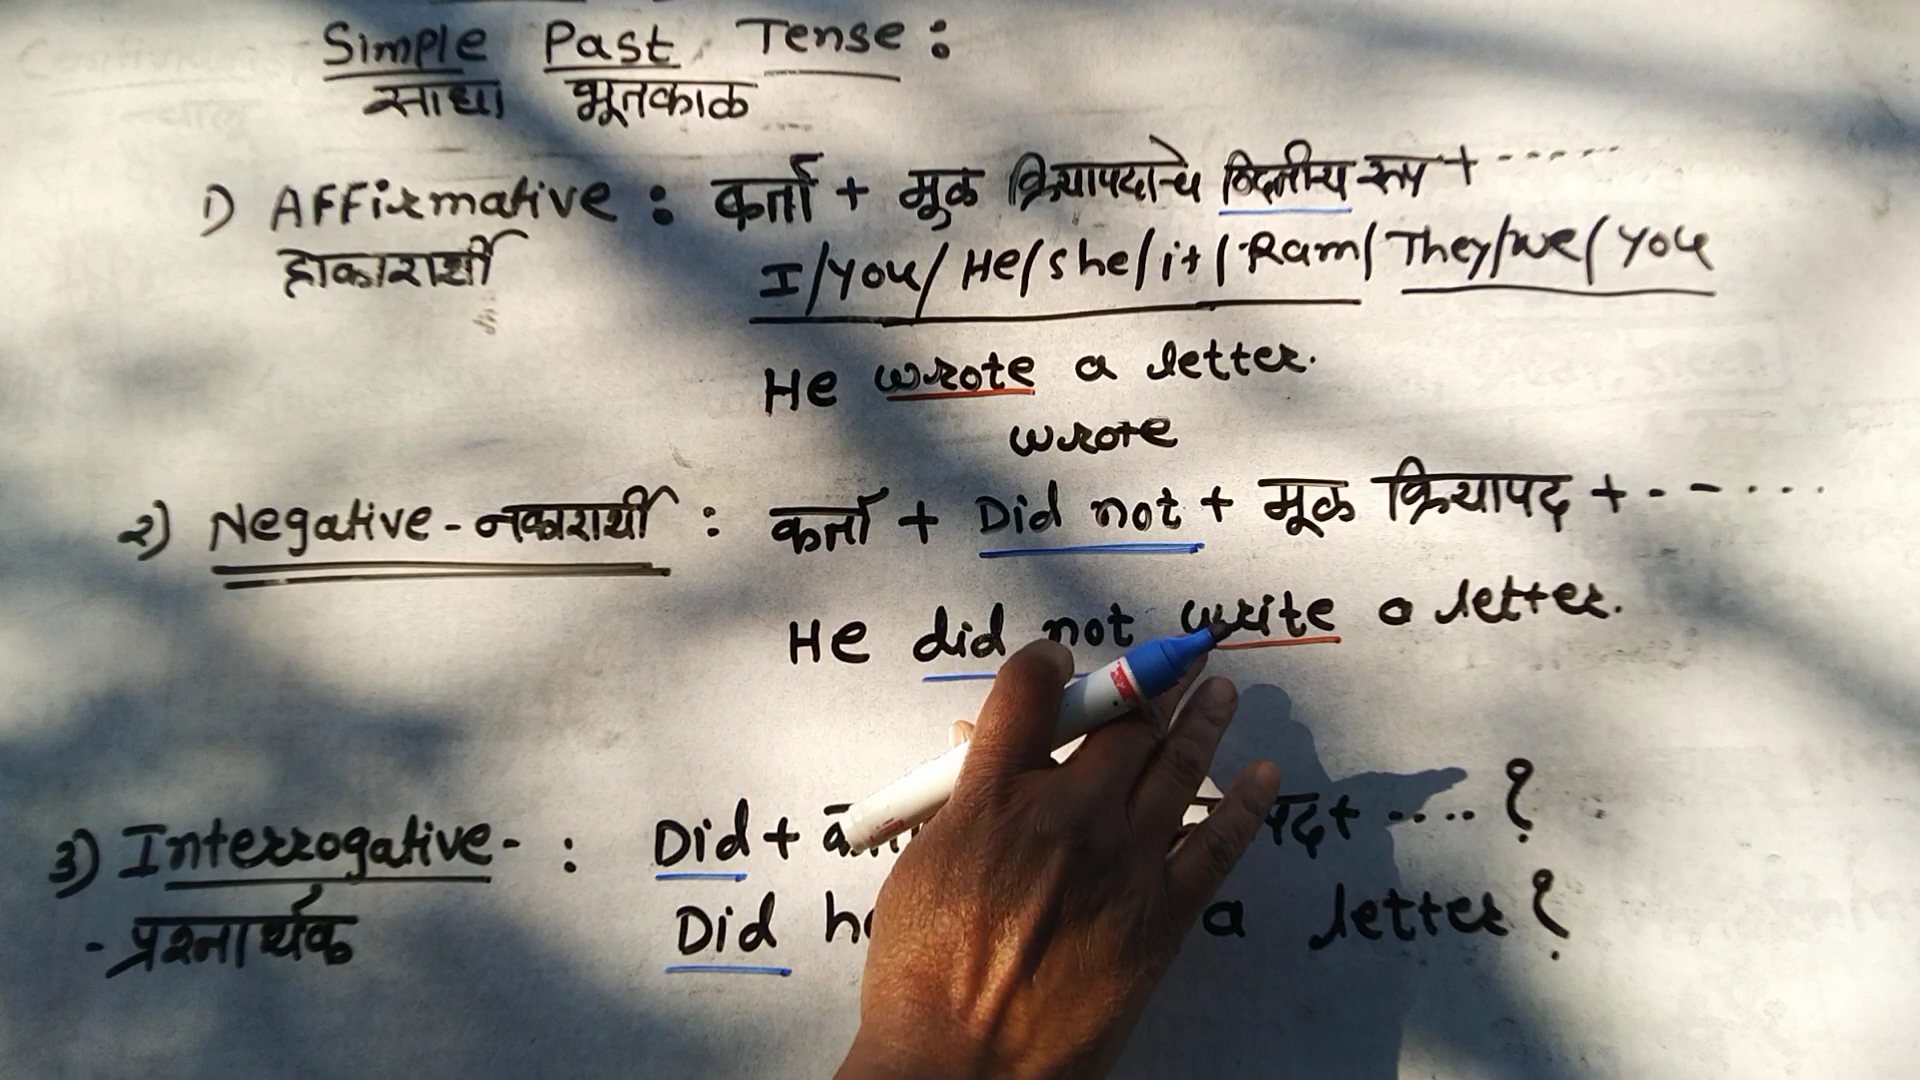 Simple Past Tense:
साधा भूतकाळ
1) Affirmative : कर्ता + मूळ क्रियापदाचे द्वितीय रूप + ......
हाकारार्थी
I/You/He/she/it/Ram/They/we/you
He wrote a letter.
wrote
२) Negative - नकारार्थी : कर्ता + Did not + मूळ क्रियापद + ......
He did not write a letter.
3) Interrogative - : Did + पद + .... ?
- प्रश्नार्थक
Did a letter?